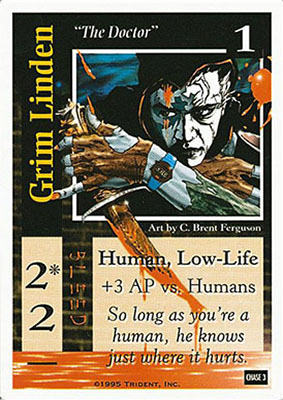 Grim Linden
"The Doctor"
1
Art by C. Brent Ferguson
2*
2
Human, Low-Life
+3 AP vs. Humans
So long as you're a
human, he knows
just where it hurts.
©1995 TRIDENT, INC.
CHASE 3